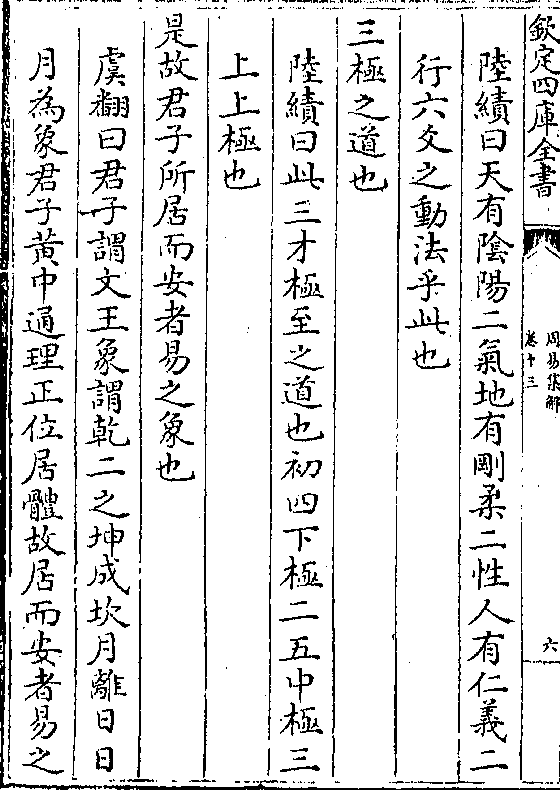 欽定四庫全書
周易集解
卷十三
六
陸績曰天有陰陽二氣地有剛柔二性人有仁義二
行六爻之動法乎此也
三極之道也
陸績曰此三才極至之道也初四下極二五中極三
上上極也
是故君子所居而安者易之象也
虞翻曰君子謂文王象謂乾二之坤成坎月離日日
月為象君子黃中通理正位居體故居而安者易之